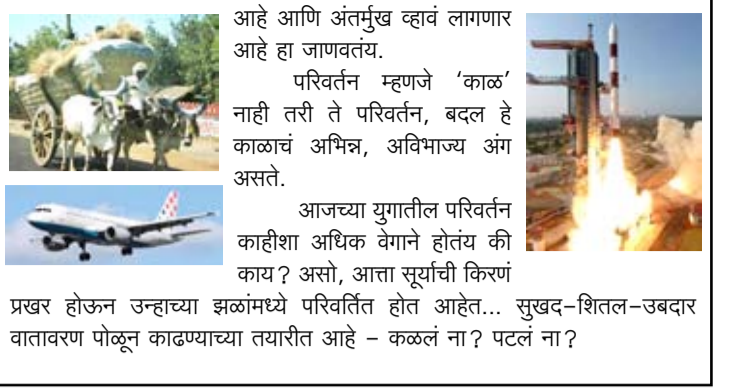 आहे आणि अंतर्मुख व्हावं लागणार
आहे हा जाणवतंय.
परिवर्तन म्हणजे ‘काळ’
नाही तरी ते परिवर्तन, बदल हे
काळाचं अभिन्न, अविभाज्य अंग
असते.
आजच्या युगातील परिवर्तन
काहीशा अधिक वेगाने होतंय की
काय? असो, आत्ता सूर्याची किरणं
प्रखर होऊन उन्हाच्या झळांमध्ये परिवर्तित होत आहेत... सुखद–शितल–उबदार
वातावरण पोळून काढण्याच्या तयारीत आहे – कळलं ना? पटलं ना?